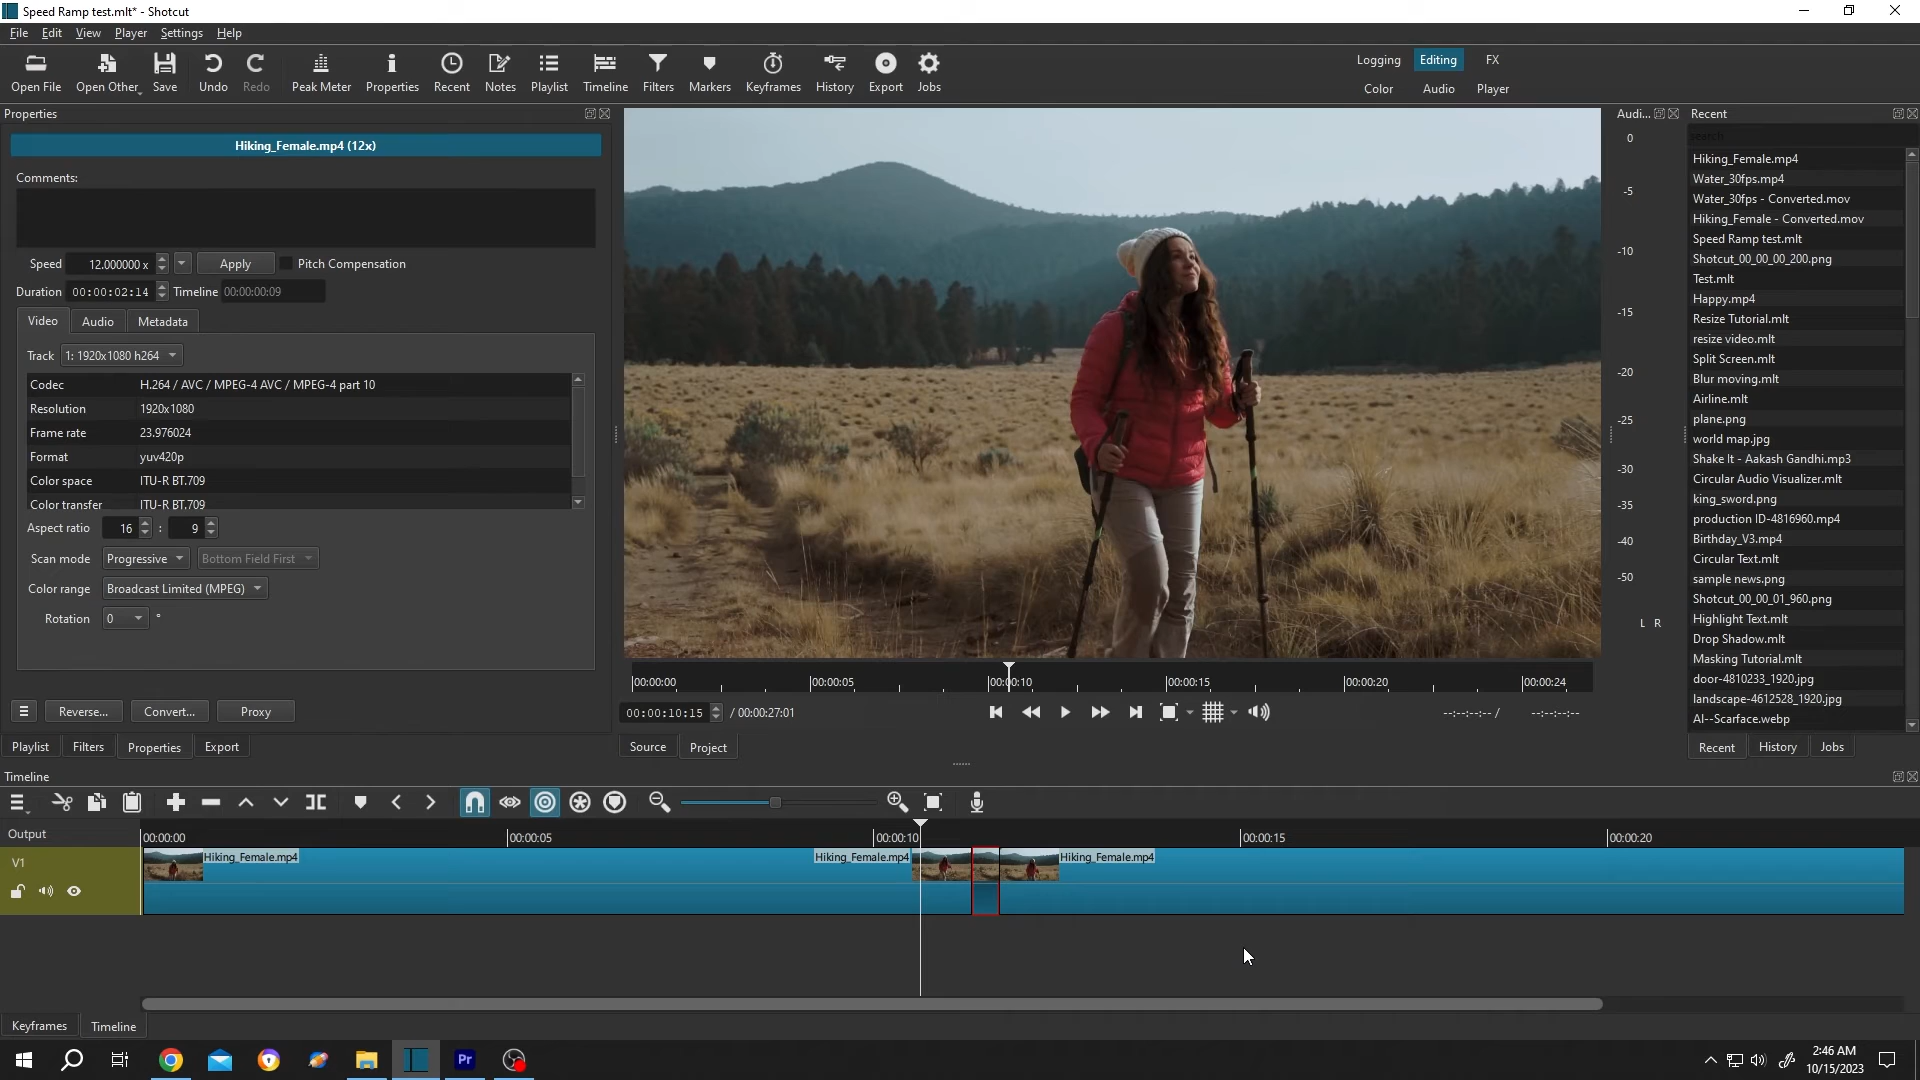 Speed Ramp test.mlt* - Shotcut
File Edit View Player Settings Help
Open File Open Other Save Undo Redo Peak Meter Properties Recent Notes Playlist Timeline Filters Markers Keyframes History Export Jobs
Logging Editing FX
Color Audio Player
Properties
Hiking_Female.mp4 (12x)
Comments:
Speed 12.000000 x Apply Pitch Compensation
Duration 00:00:02:14 Timeline 00:00:00:09
Video Audio Metadata
Track 1: 1920x1080 h264
Codec H.264 / AVC / MPEG-4 AVC / MPEG-4 part 10
Resolution 1920x1080
Frame rate 23.976024
Format yuv420p
Color space ITU-R BT.709
Color transfer ITU-R BT.709
Aspect ratio 16 : 9
Scan mode Progressive Bottom Field First
Color range Broadcast Limited (MPEG)
Rotation 0 °
Reverse... Convert... Proxy
Playlist Filters Properties Export
00:00:00 00:00:05 00:00:10 00:00:15 00:00:20 00:00:24
00:00:10:15 / 00:00:27:01 --:--:--:-- / --:--:--:--
Source Project
Audi...
0
-5
-10
-15
-20
-25
-30
-35
-40
-50
L R
Recent
search
Hiking_Female.mp4
Water_30fps.mp4
Water_30fps - Converted.mov
Hiking_Female - Converted.mov
Speed Ramp test.mlt
Shotcut_00_00_00_200.png
Test.mlt
Happy.mp4
Resize Tutorial.mlt
resize video.mlt
Split Screen.mlt
Blur moving.mlt
Airline.mlt
plane.png
world map.jpg
Shake It - Aakash Gandhi.mp3
Circular Audio Visualizer.mlt
king_sword.png
production ID-4816960.mp4
Birthday_V3.mp4
Circular Text.mlt
sample news.png
Shotcut_00_00_01_960.png
Highlight Text.mlt
Drop Shadow.mlt
Masking Tutorial.mlt
door-4810233_1920.jpg
landscape-4612528_1920.jpg
AI--Scarface.webp
Recent History Jobs
Timeline
Output 00:00:00 00:00:05 00:00:10 00:00:15 00:00:20
V1 Hiking_Female.mp4 Hiking_Female.mp4 Hiking_Female.mp4
Keyframes Timeline
Pr
2:46 AM
10/15/2023